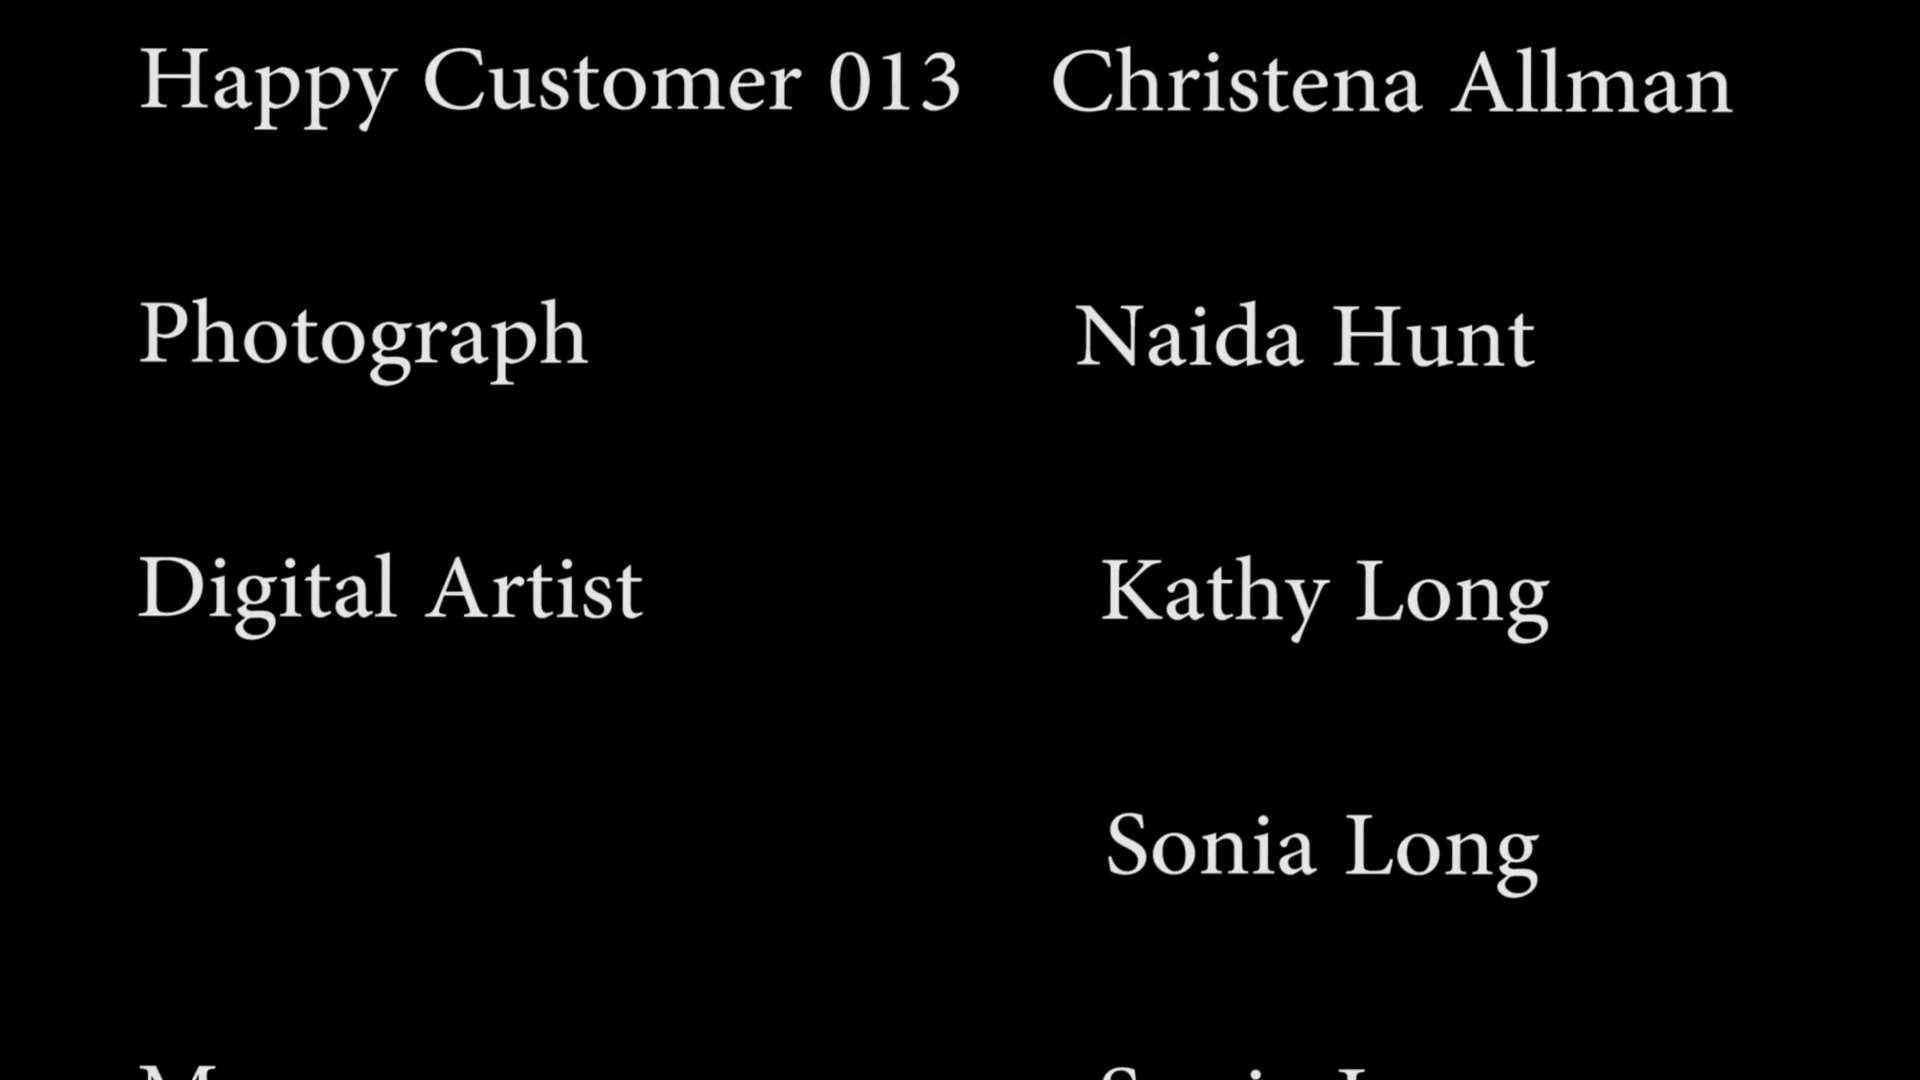 Happy Customer 013 Christena Allman
Photograph Naida Hunt
Digital Artist Kathy Long
Sonia Long